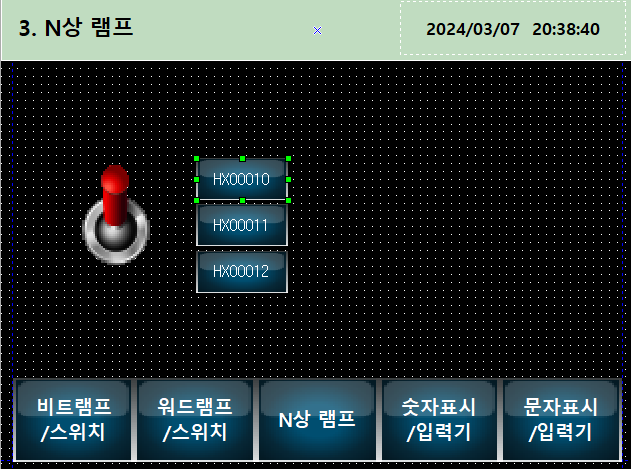 3. N상 램프
2024/03/07 20:38:40
HX00010
HX00011
HX00012
비트램프
/스위치
워드램프
/스위치
N상 램프
숫자표시
/입력기
문자표시
/입력기